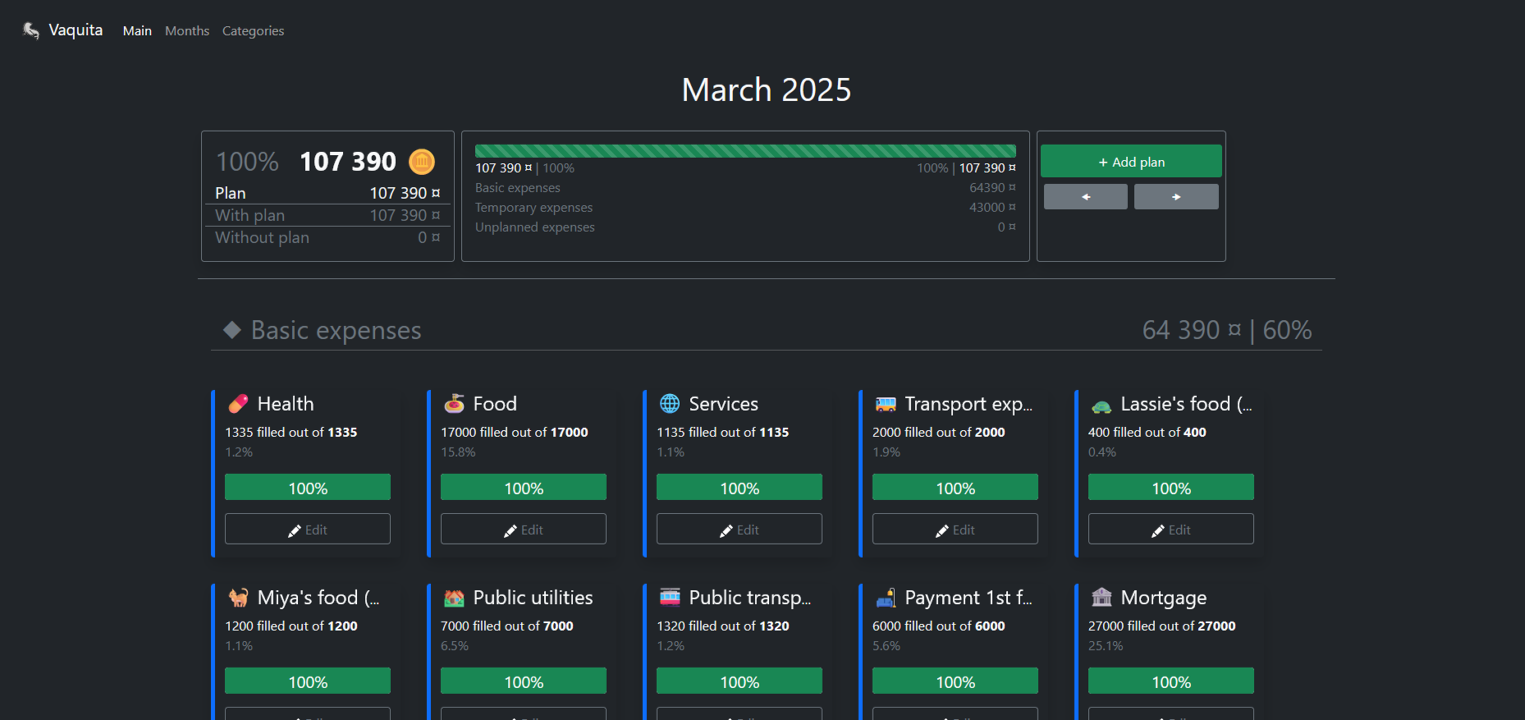 Vaquita Main Months Categories
March 2025
100% 107 390
Plan 107 390 ¤
With plan 107 390 ¤
Without plan 0 ¤
107 390 ¤ | 100% 100% | 107 390 ¤
Basic expenses 64390 ¤
Temporary expenses 43000 ¤
Unplanned expenses 0 ¤
+ Add plan
Basic expenses 64 390 ¤ | 60%
Health
1335 filled out of 1335
1.2%
100%
Edit
Food
17000 filled out of 17000
15.8%
100%
Edit
Services
1135 filled out of 1135
1.1%
100%
Edit
Transport exp...
2000 filled out of 2000
1.9%
100%
Edit
Lassie's food (...
400 filled out of 400
0.4%
100%
Edit
Miya's food (...
1200 filled out of 1200
1.1%
100%
Public utilities
7000 filled out of 7000
6.5%
100%
Public transp...
1320 filled out of 1320
1.2%
100%
Payment 1st f...
6000 filled out of 6000
5.6%
100%
Mortgage
27000 filled out of 27000
25.1%
100%